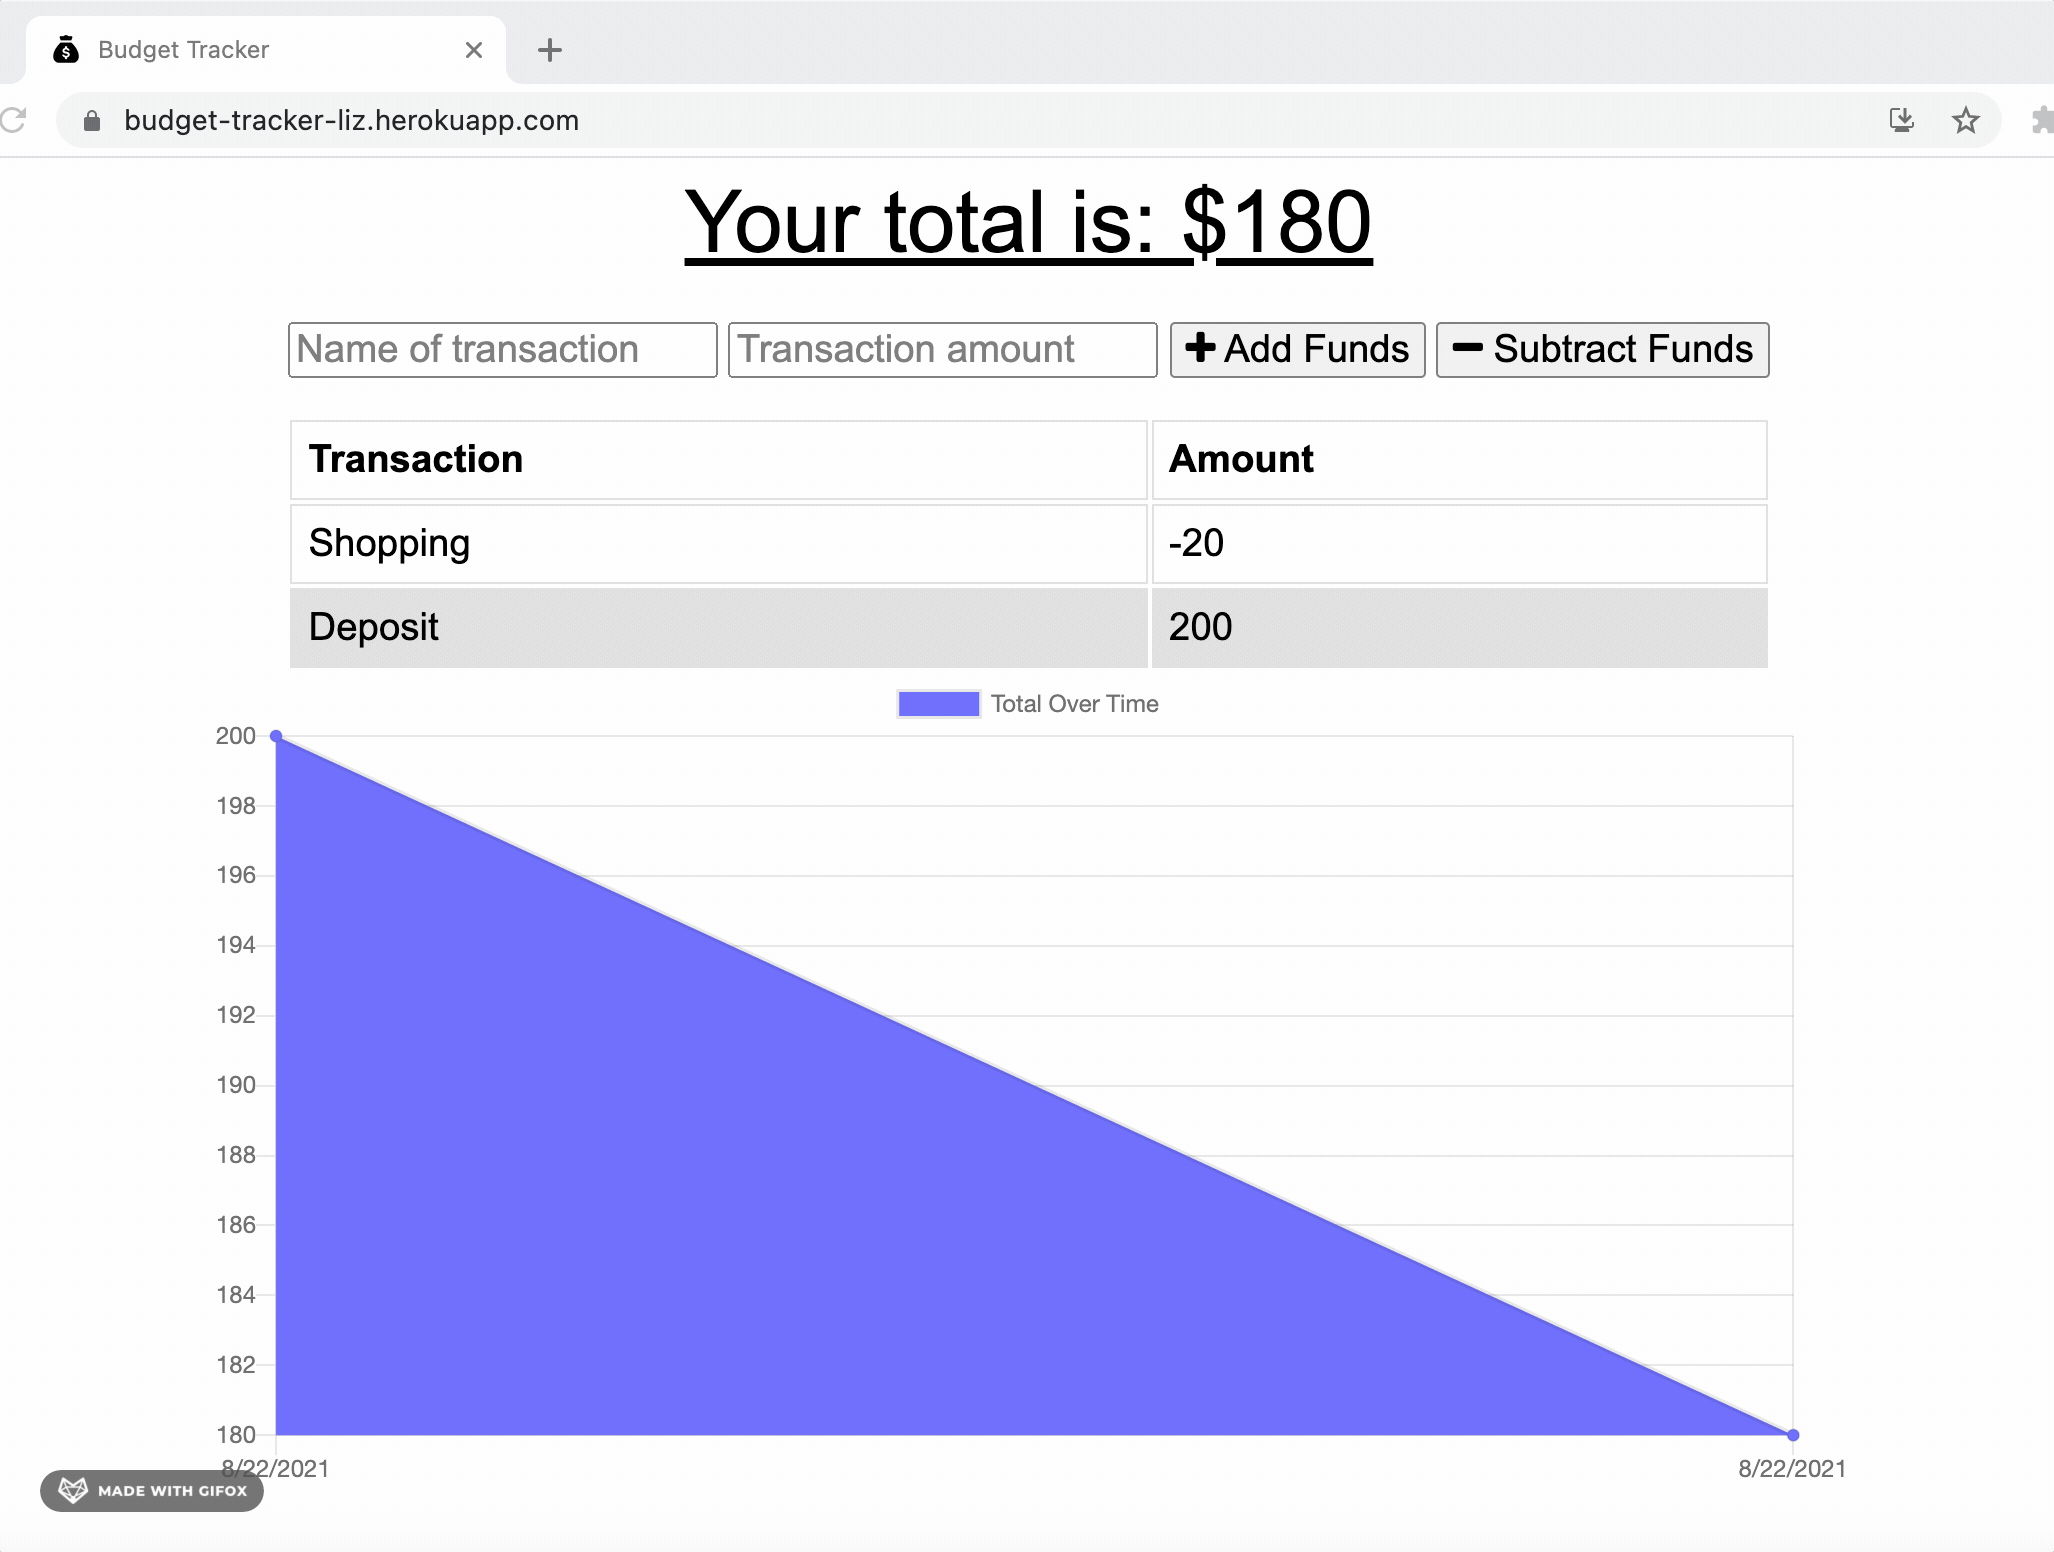 Budget Tracker
budget-tracker-liz.herokuapp.com
Your total is: $180
Name of transaction Transaction amount Add Funds Subtract Funds
Transaction Amount
Shopping -20
Deposit 200
Total Over Time
200
198
196
194
192
190
188
186
184
182
180
8/22/2021 8/22/2021
MADE WITH GIFOX